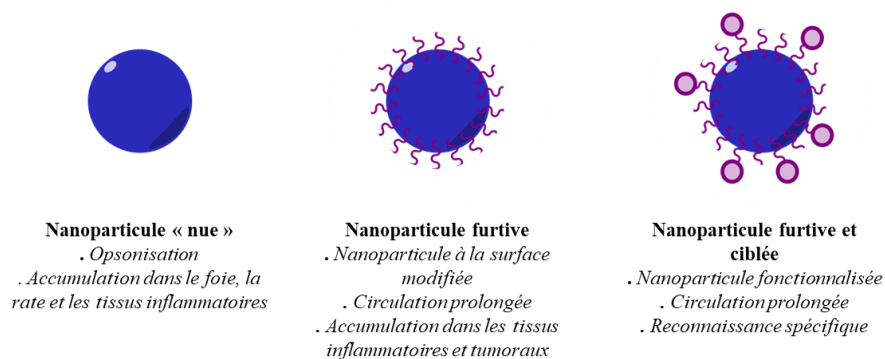 Nanoparticule « nue »
. Opsonisation
. Accumulation dans le foie, la
rate et les tissus inflammatoires
Nanoparticule furtive
. Nanoparticule à la surface
modifiée
. Circulation prolongée
. Accumulation dans les tissus
inflammatoires et tumoraux
Nanoparticule furtive et
ciblée
. Nanoparticule fonctionnalisée
. Circulation prolongée
. Reconnaissance spécifique